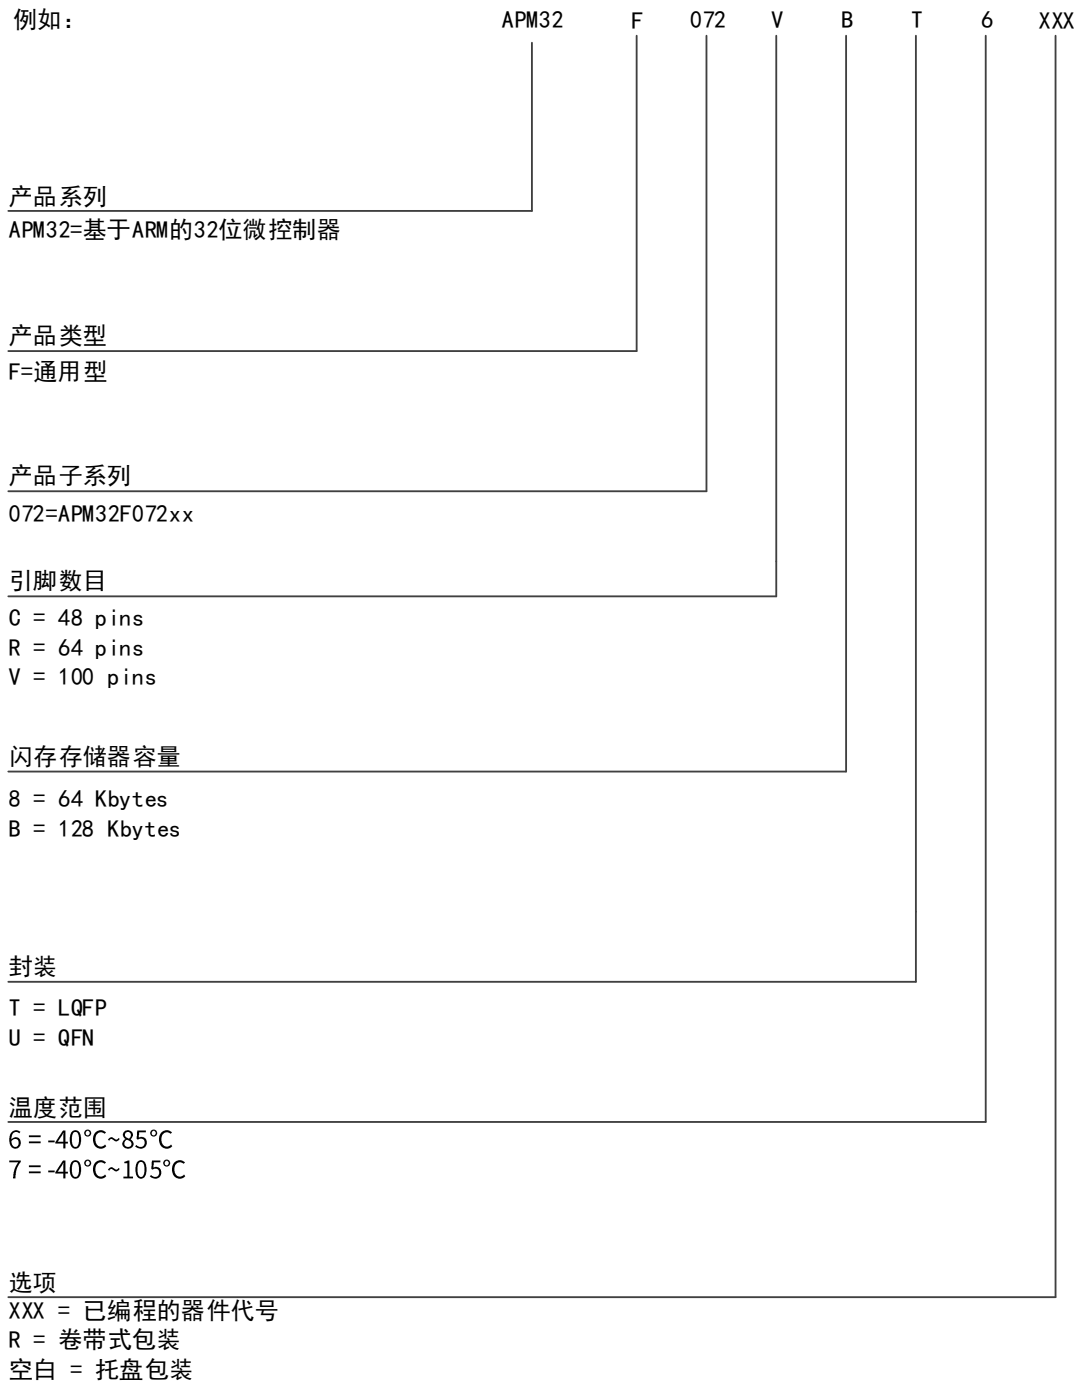 例如： APM32 F 072 V B T 6 XXX
产品系列
APM32=基于ARM的32位微控制器
产品类型
F=通用型
产品子系列
072=APM32F072xx
引脚数目
C = 48 pins
R = 64 pins
V = 100 pins
闪存存储器容量
8 = 64 Kbytes
B = 128 Kbytes
封装
T = LQFP
U = QFN
温度范围
6 = -40℃~85℃
7 = -40℃~105℃
选项
XXX = 已编程的器件代号
R = 卷带式包装
空白 = 托盘包装